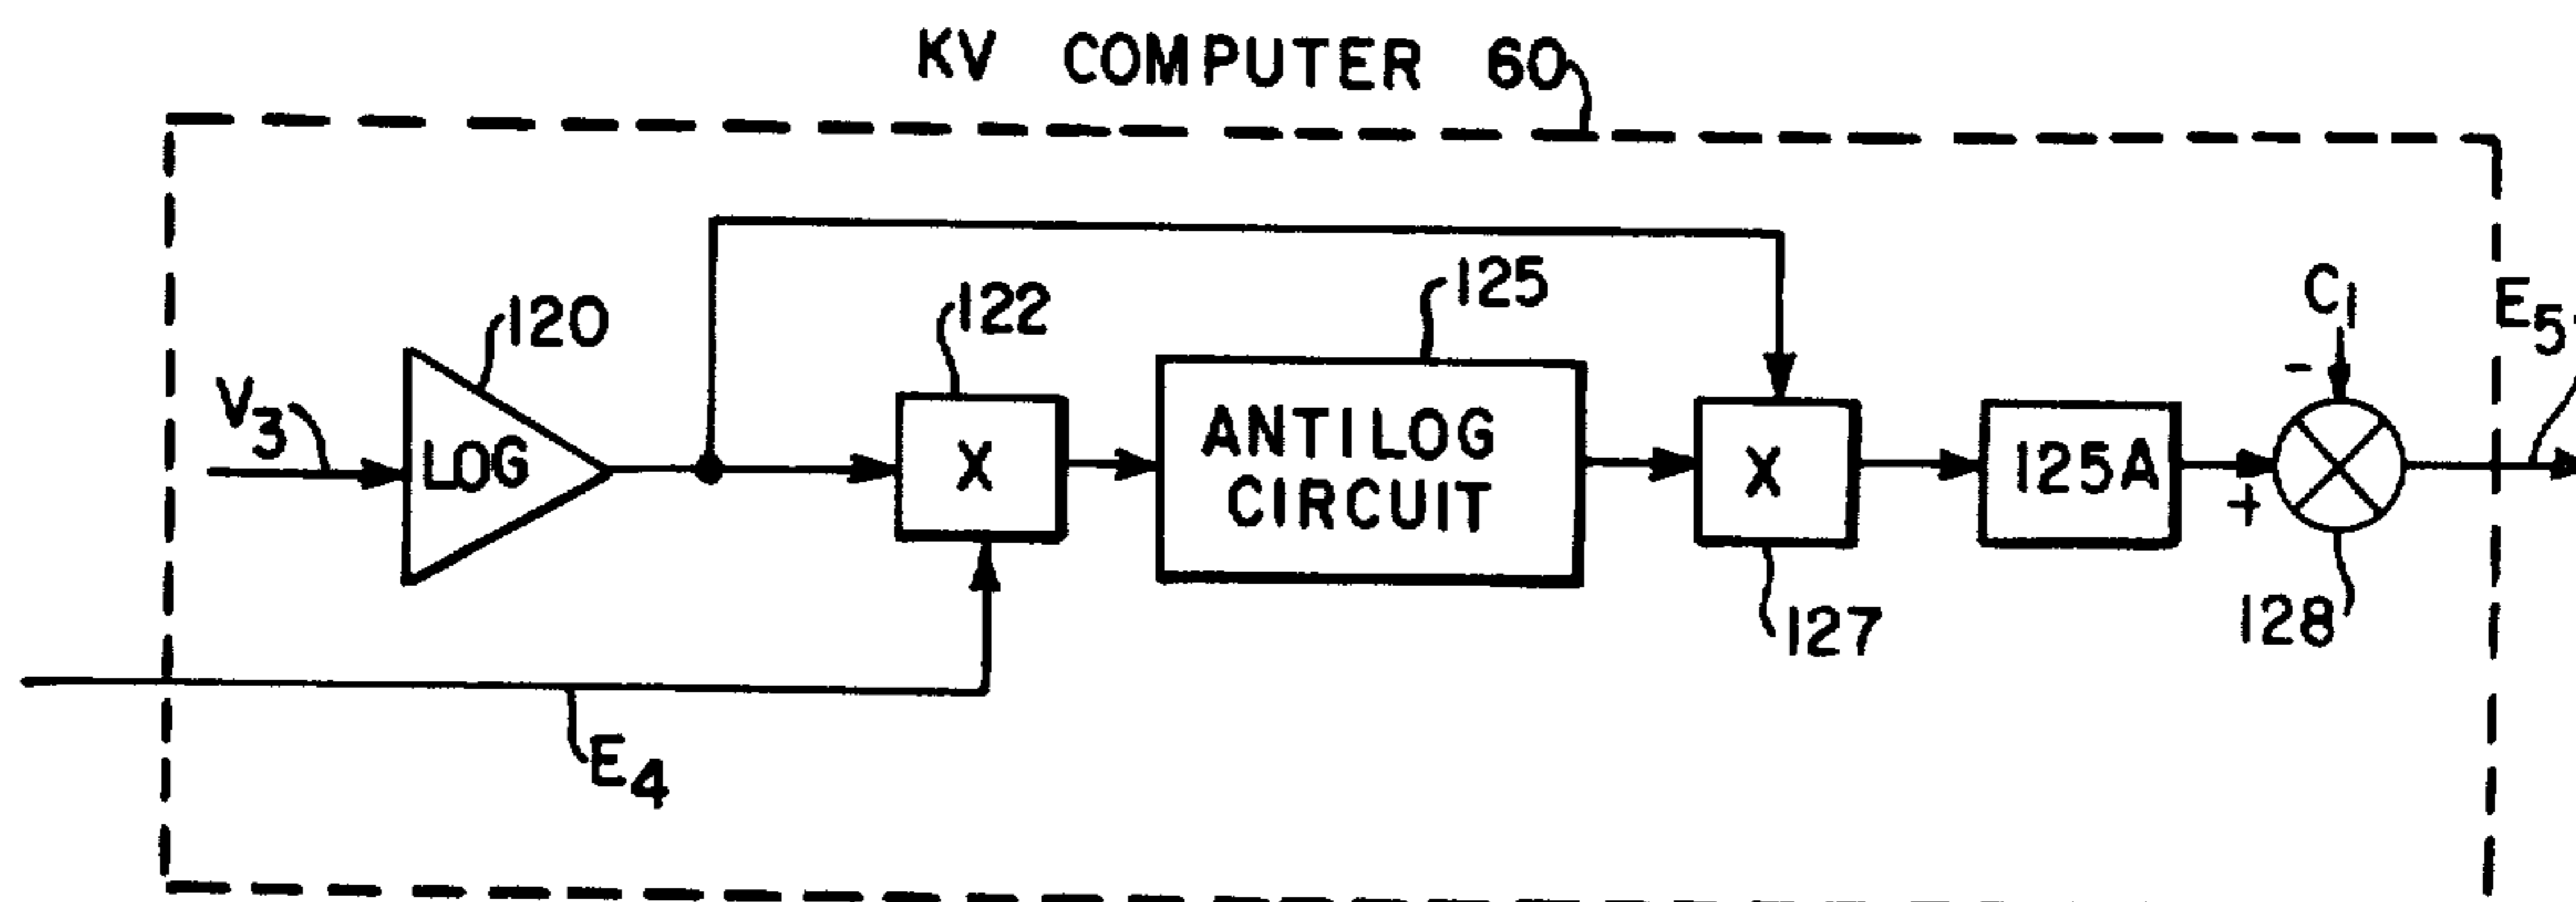 KV COMPUTER 60
120
122
125
C1
E5
V3
LOG
X
ANTILOG
CIRCUIT
X
125A
-
+
127
128
E4